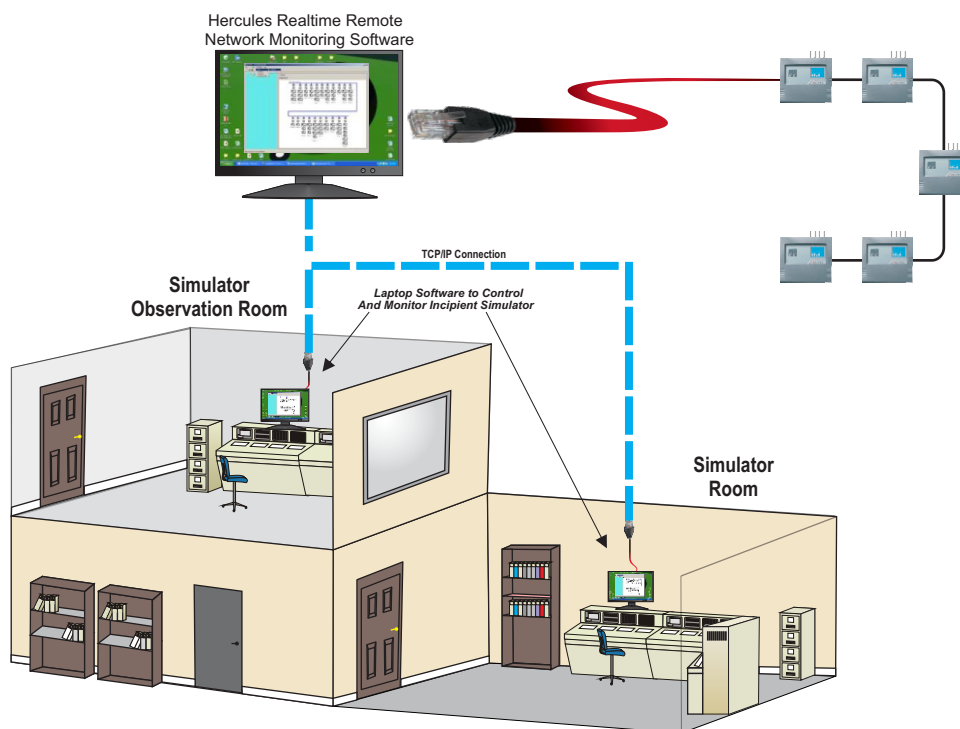 Hercules Realtime Remote
Network Monitoring Software
TCP/IP Connection
Simulator
Observation Room
Laptop Software to Control
And Monitor Incipient Simulator
Simulator
Room